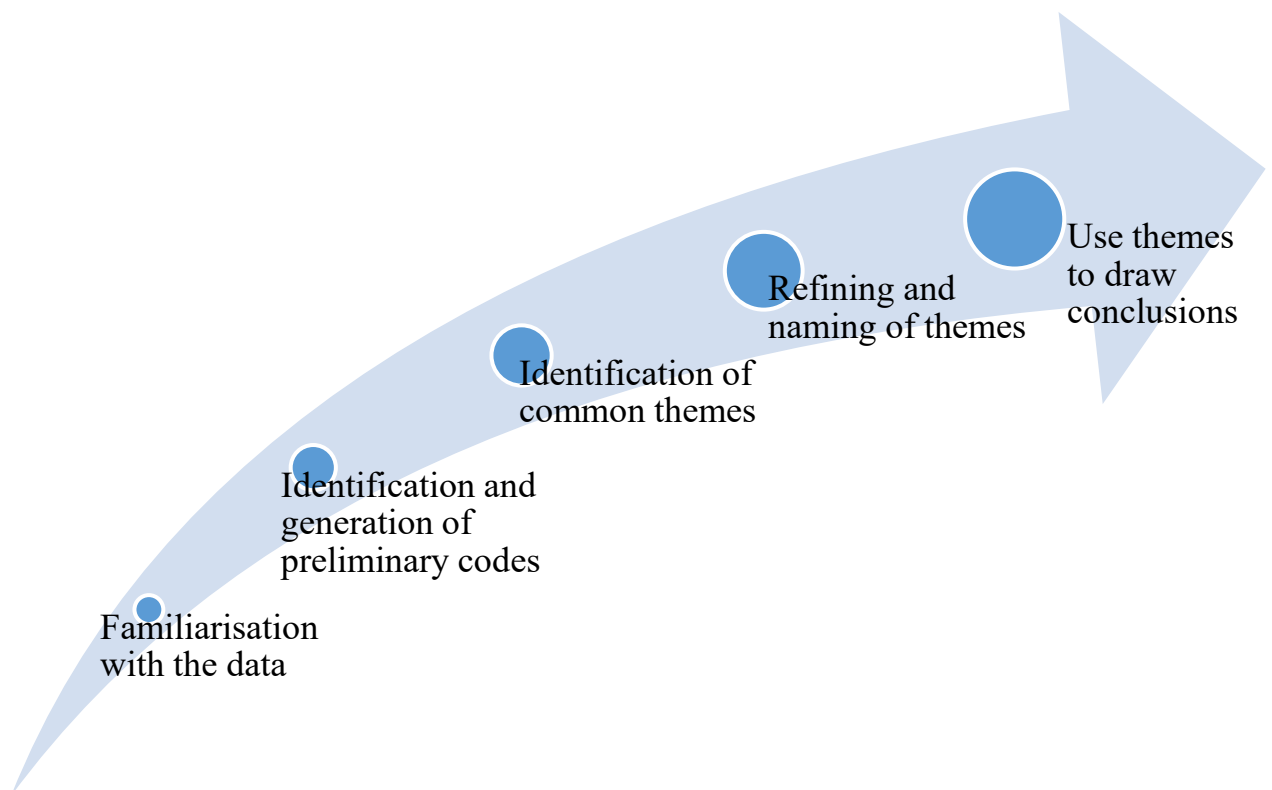 Familiarisation
with the data
Identification and
generation of
preliminary codes
Identification of
common themes
Refining and
naming of themes
Use themes
to draw
conclusions